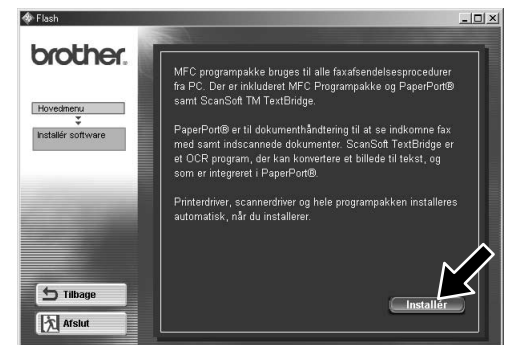 Flash
brother.
Hovedmenu
Installér software
MFC programpakke bruges til alle faxafsendelsesprocedurer
fra PC. Der er inkluderet MFC Programpakke og PaperPort®
samt ScanSoft TM TextBridge.
PaperPort® er til dokumenthåndtering til at se indkomne fax
med samt indscannede dokumenter. ScanSoft TextBridge er
et OCR program, der kan konvertere et billede til tekst, og
som er integreret i PaperPort®.
Printerdriver, scannerdriver og hele programpakken installeres
automatisk, når du installerer.
Installér
Tilbage
Afslut